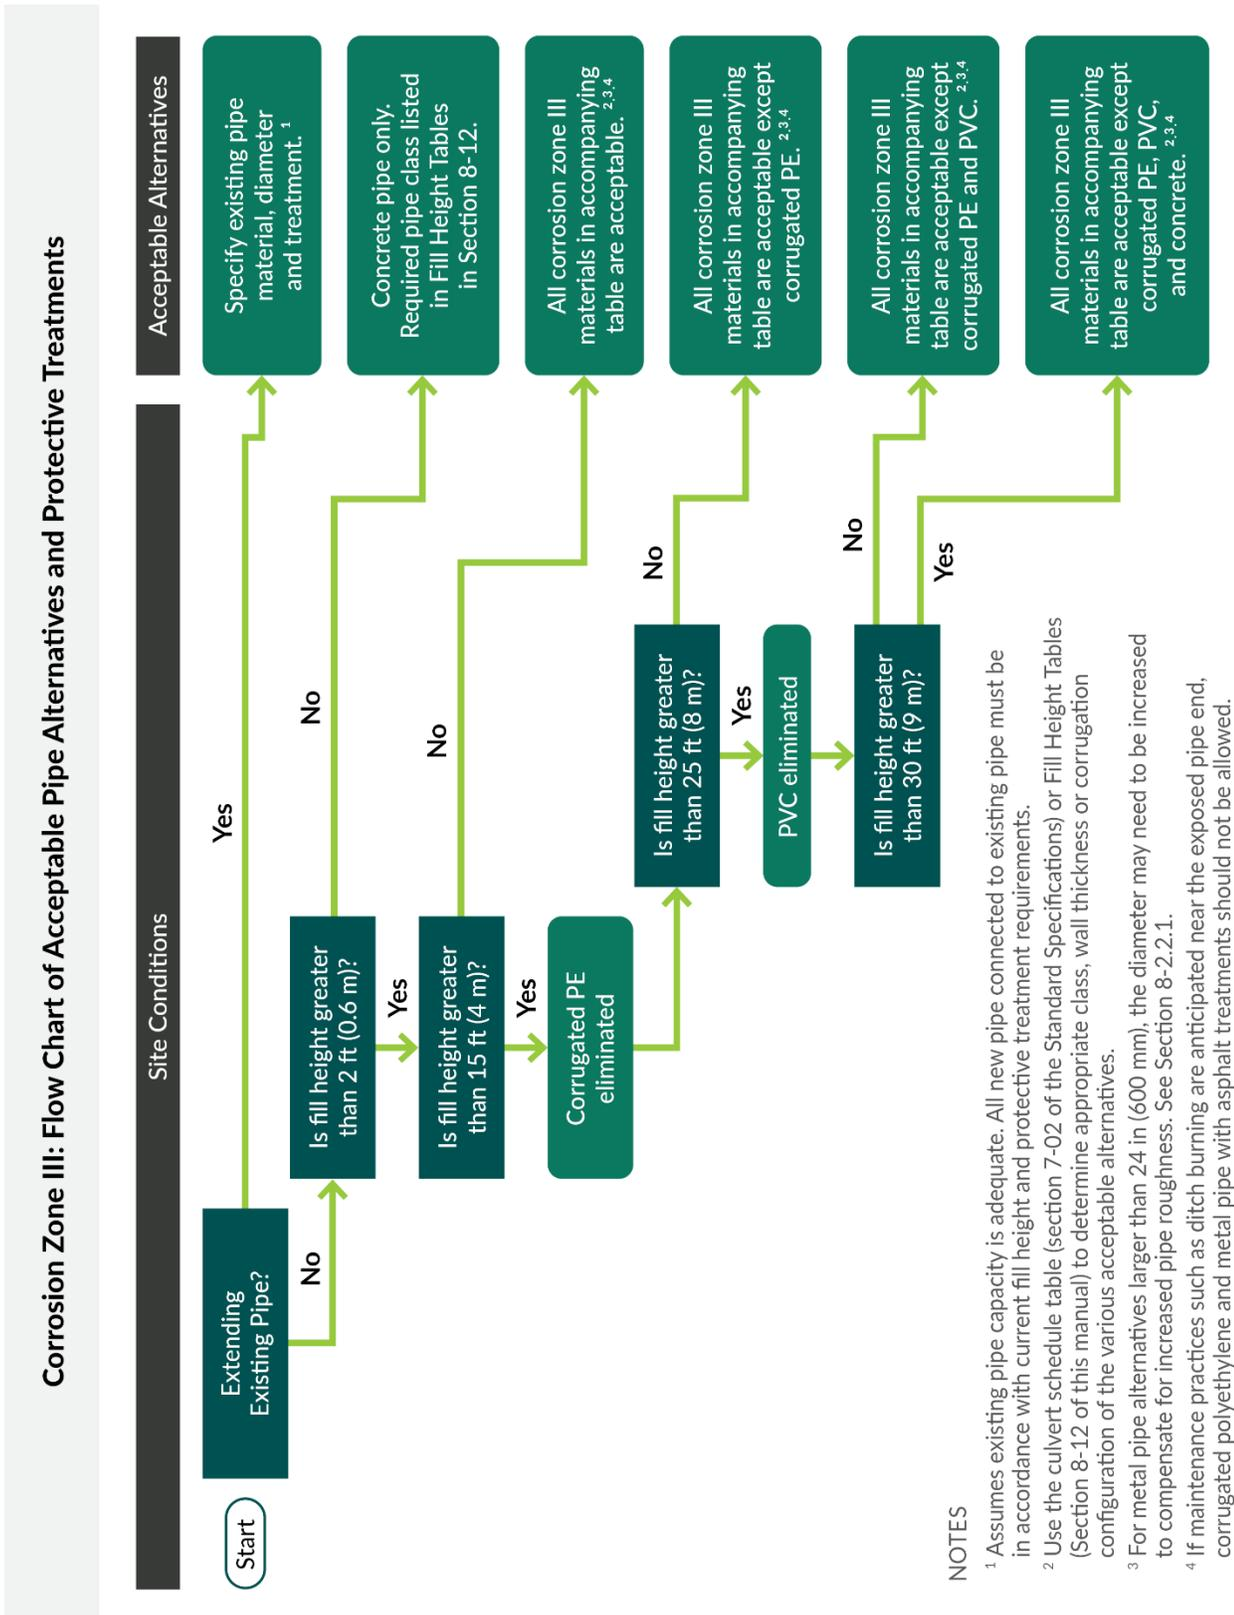 Corrosion Zone III: Flow Chart of Acceptable Pipe Alternatives and Protective Treatments
Site Conditions
Acceptable Alternatives
Start
Extending
Existing Pipe?
Yes
Specify existing pipe
material, diameter
and treatment. 1
No
Is fill height greater
than 2 ft (0.6 m)?
No
Concrete pipe only.
Required pipe class listed
in Fill Height Tables
in Section 8-12.
Yes
Is fill height greater
than 15 ft (4 m)?
No
All corrosion zone III
materials in accompanying
table are acceptable. 2,3,4
Yes
Corrugated PE
eliminated
Is fill height greater
than 25 ft (8 m)?
No
All corrosion zone III
materials in accompanying
table are acceptable except
corrugated PE. 2,3,4
Yes
PVC eliminated
Is fill height greater
than 30 ft (9 m)?
No
All corrosion zone III
materials in accompanying
table are acceptable except
corrugated PE and PVC. 2,3,4
Yes
All corrosion zone III
materials in accompanying
table are acceptable except
corrugated PE, PVC,
and concrete. 2,3,4
NOTES
1 Assumes existing pipe capacity is adequate. All new pipe connected to existing pipe must be
in accordance with current fill height and protective treatment requirements.
2 Use the culvert schedule table (section 7-02 of the Standard Specifications) or Fill Height Tables
(Section 8-12 of this manual) to determine appropriate class, wall thickness or corrugation
configuration of the various acceptable alternatives.
3 For metal pipe alternatives larger than 24 in (600 mm), the diameter may need to be increased
to compensate for increased pipe roughness. See Section 8-2.2.1.
4 If maintenance practices such as ditch burning are anticipated near the exposed pipe end,
corrugated polyethylene and metal pipe with asphalt treatments should not be allowed.